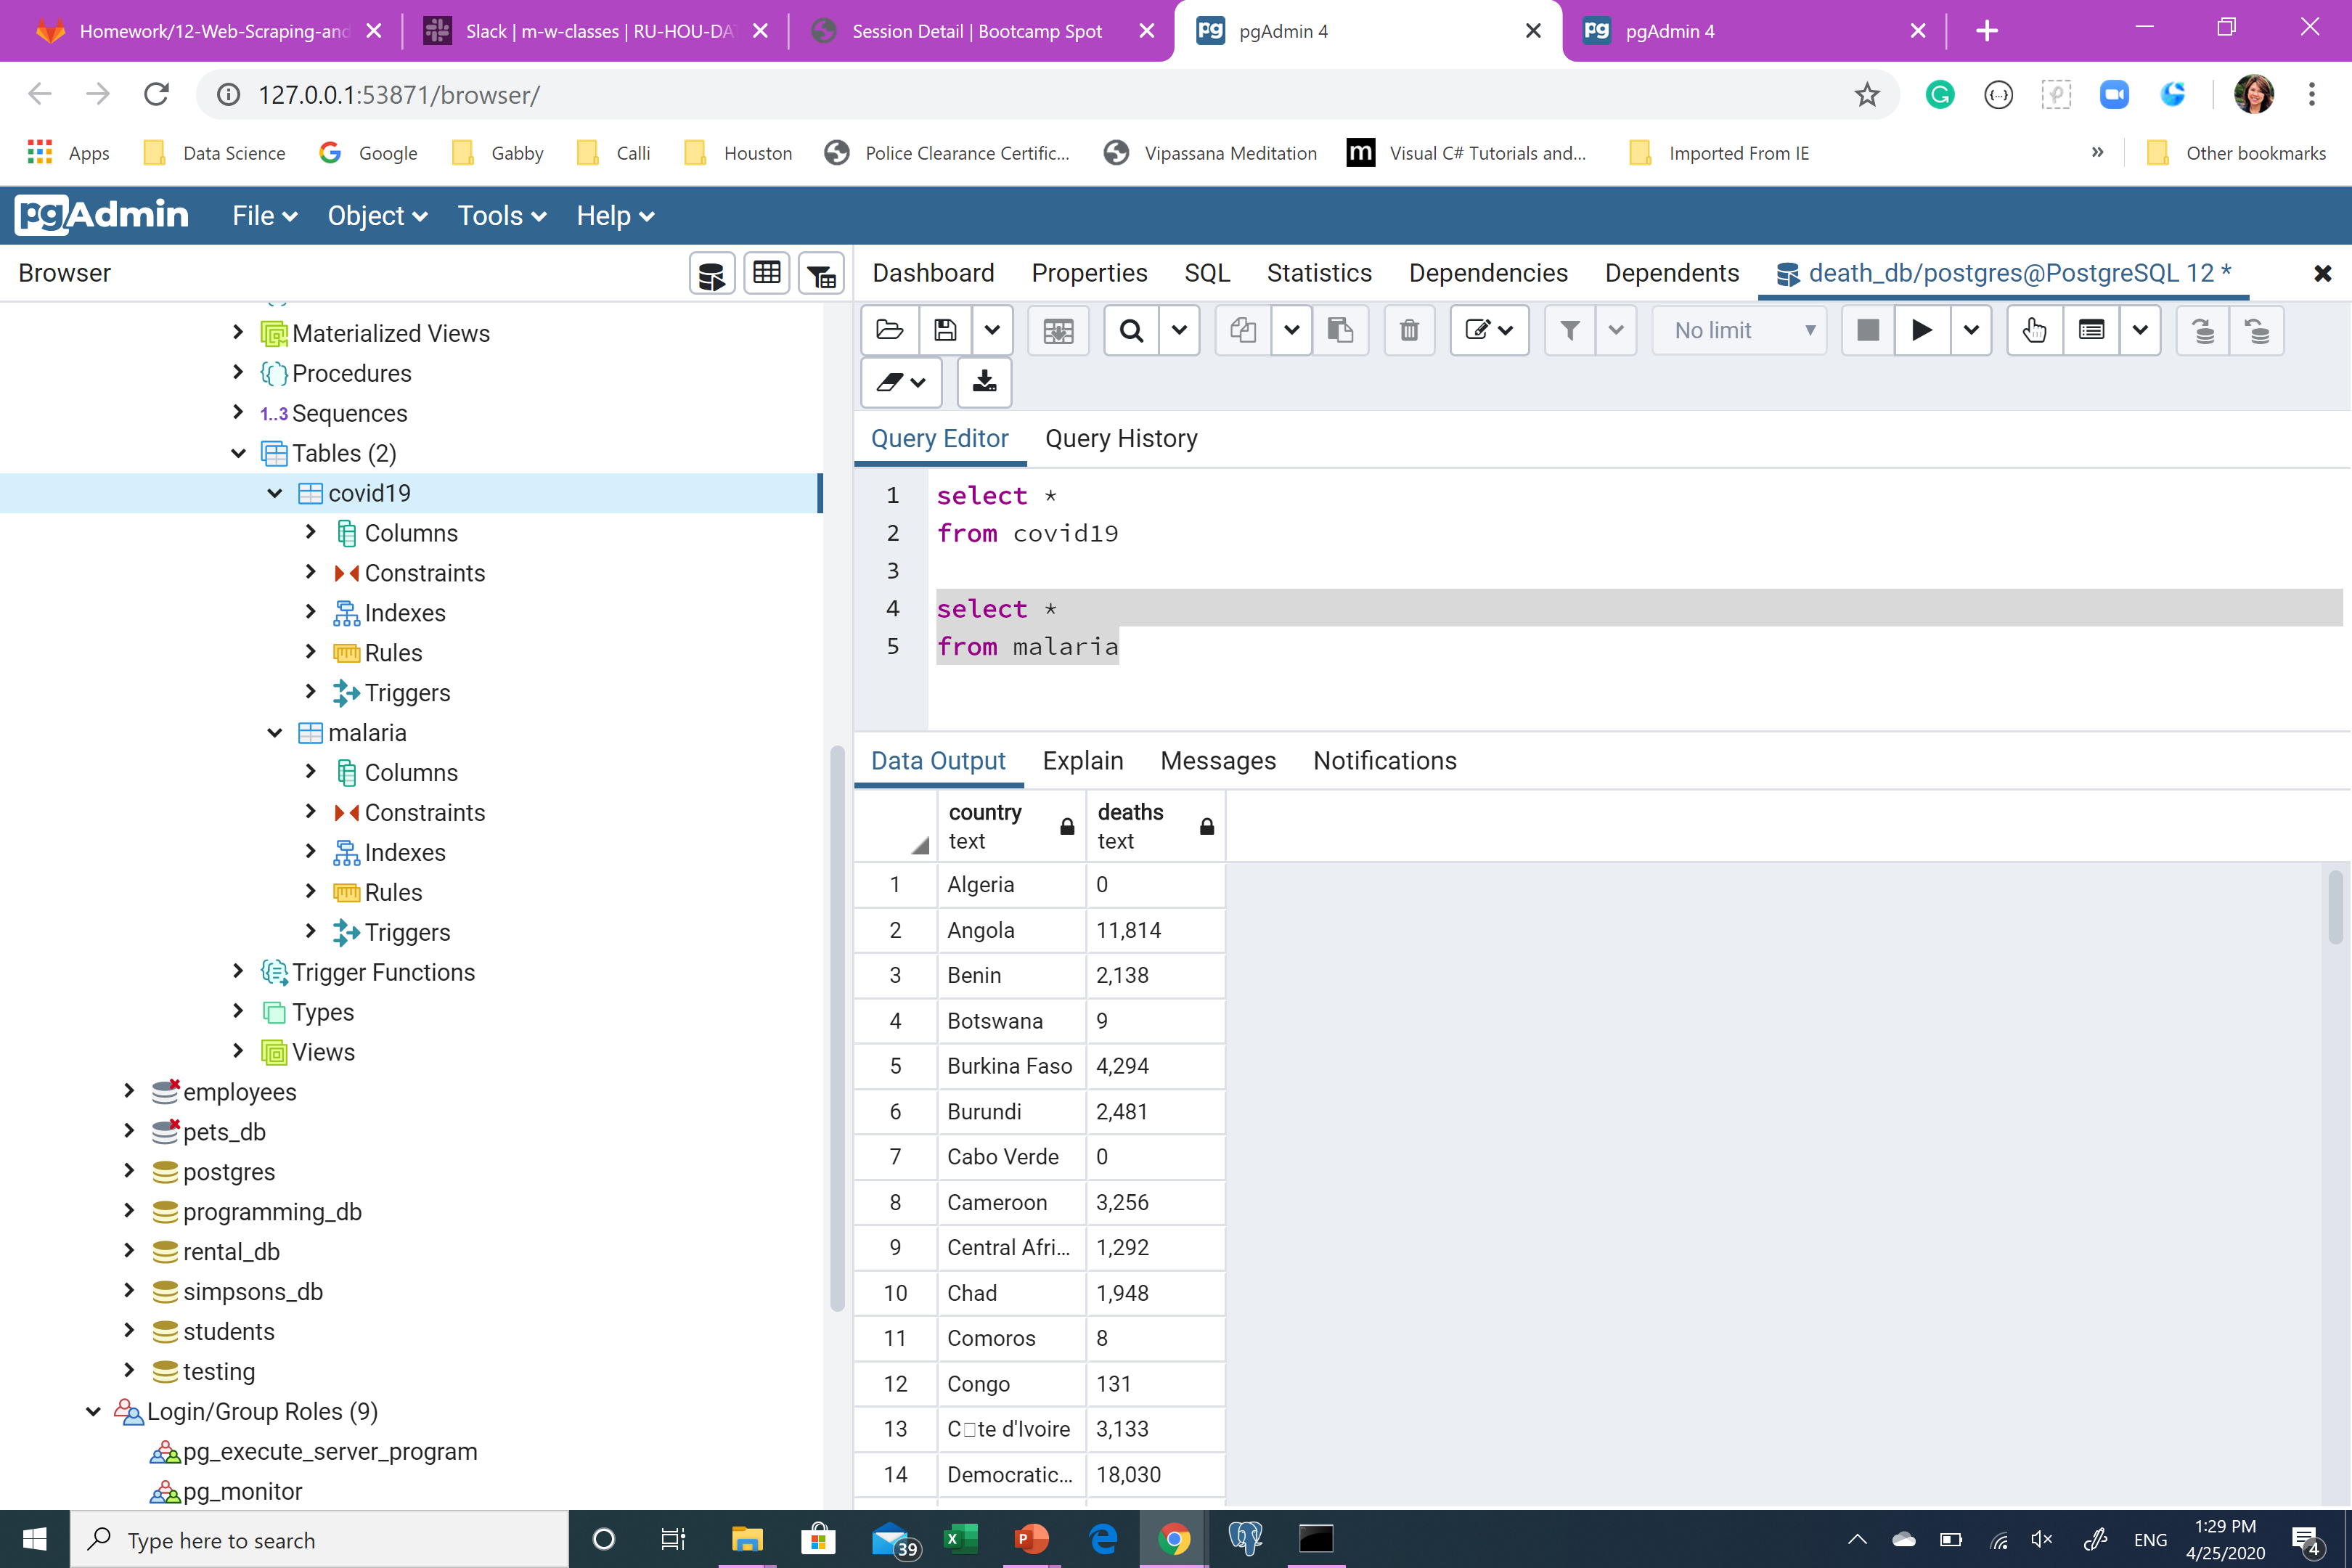 Homework/12-Web-Scraping-and
Slack | m-w-classes | RU-HOU-DA
Session Detail | Bootcamp Spot
pgAdmin 4
pgAdmin 4
127.0.0.1:53871/browser/
Apps
Data Science
Google
Gabby
Calli
Houston
Police Clearance Certific...
Vipassana Meditation
Visual C# Tutorials and...
Imported From IE
»
Other bookmarks
pgAdmin
File
Object
Tools
Help
Browser
Dashboard
Properties
SQL
Statistics
Dependencies
Dependents
death_db/postgres@PostgreSQL 12 *
Materialized Views
Procedures
1..3 Sequences
Tables (2)
covid19
Columns
Constraints
Indexes
Rules
Triggers
malaria
Columns
Constraints
Indexes
Rules
Triggers
Trigger Functions
Types
Views
employees
pets_db
postgres
programming_db
rental_db
simpsons_db
students
testing
Login/Group Roles (9)
pg_execute_server_program
pg_monitor
No limit
Query Editor
Query History
1 select *
2 from covid19
3
4 select *
5 from malaria
Data Output
Explain
Messages
Notifications
country deaths
text text
1 Algeria 0
2 Angola 11,814
3 Benin 2,138
4 Botswana 9
5 Burkina Faso 4,294
6 Burundi 2,481
7 Cabo Verde 0
8 Cameroon 3,256
9 Central Afri... 1,292
10 Chad 1,948
11 Comoros 8
12 Congo 131
13 C□te d'Ivoire 3,133
14 Democratic... 18,030
Type here to search
39
ENG
1:29 PM
4/25/2020
4